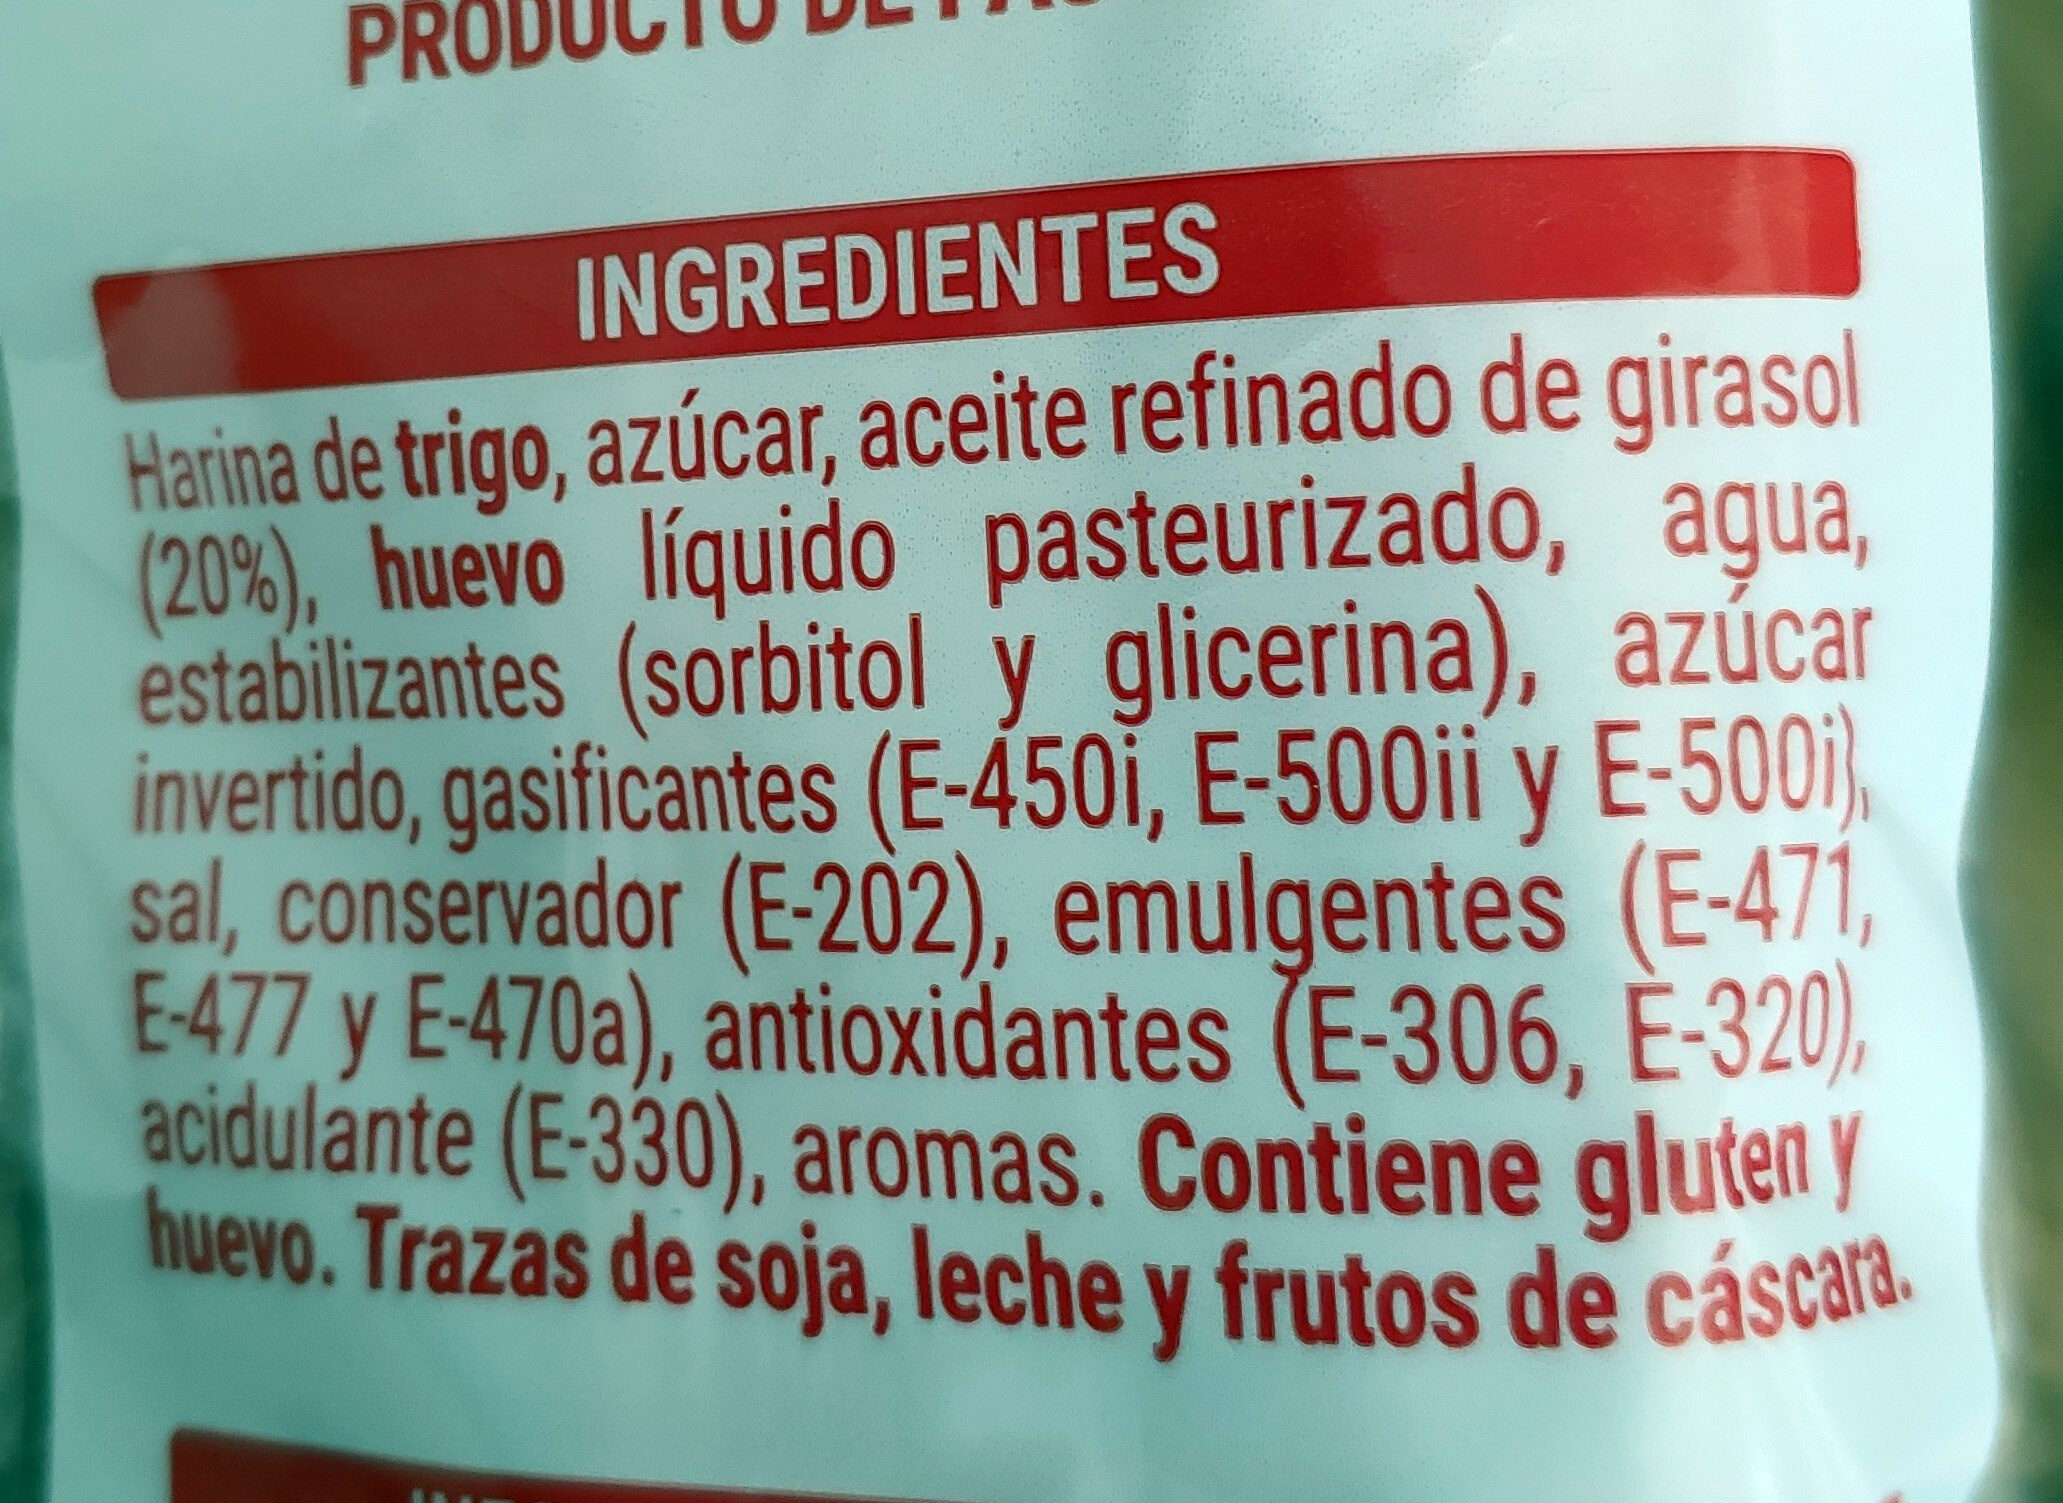 PRODUCTO DE
INGREDIENTES
Harina de trigo, azúcar, aceite refinado de girasol
(20%), huevo líquido pasteurizado, agua,
estabilizantes (sorbitol y glicerina), azúcar
invertido, gasificantes (E-450i, E-500ii y E-500i),
sal, conservador (E-202), emulgentes (E-471,
E-477 y E-470a), antioxidantes (E-306, E-320),
acidulante (E-330), aromas. Contiene gluten y
huevo. Trazas de soja, leche y frutos de cáscara.